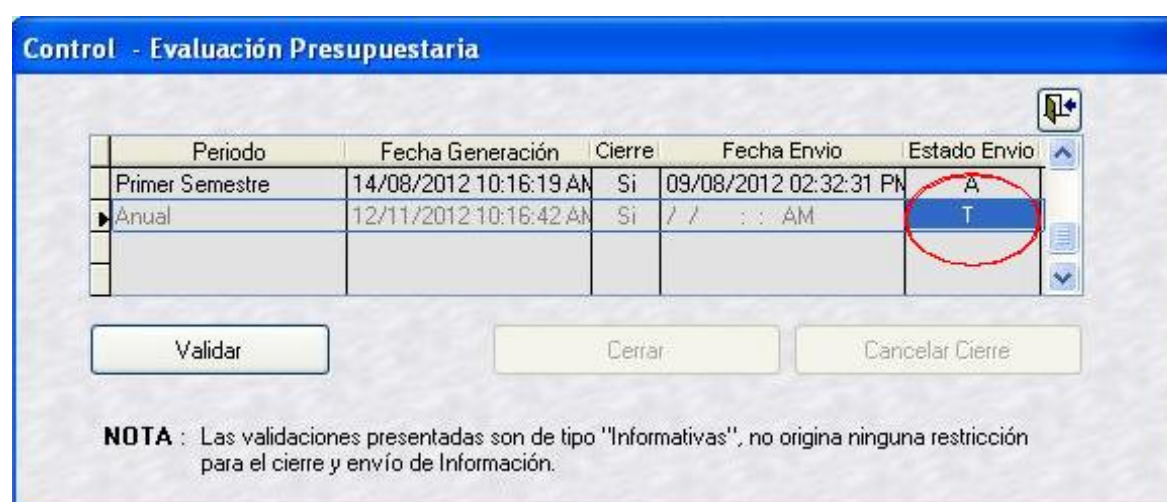 Control - Evaluación Presupuestaria
Periodo Fecha Generación Cierre Fecha Envio Estado Envio
Primer Semestre 14/08/2012 10:16:19 AM Si 09/08/2012 02:32:31 PM A
Anual 12/11/2012 10:16:42 AM Si / / : : AM T
Validar Cerrar Cancelar Cierre
NOTA : Las validaciones presentadas son de tipo "Informativas", no origina ninguna restricción
para el cierre y envío de Información.